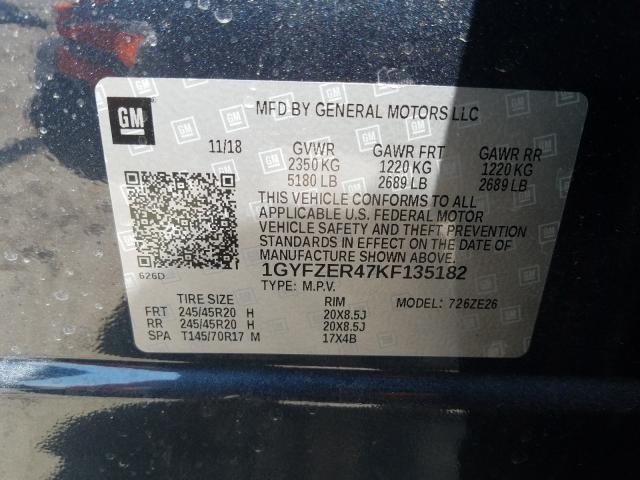 GM
MFD BY GENERAL MOTORS LLC
11/18 GVWR GAWR FRT GAWR RR
2350 KG 1220 KG 1220 KG
5180 LB 2689 LB 2689 LB
THIS VEHICLE CONFORMS TO ALL
APPLICABLE U.S. FEDERAL MOTOR
VEHICLE SAFETY AND THEFT PREVENTION
STANDARDS IN EFFECT ON THE DATE OF
MANUFACTURE SHOWN ABOVE.
626D
1GYFZER47KF135182
TYPE: M.P.V. MODEL: 726ZE26
TIRE SIZE RIM
FRT 245/45R20 H 20X8.5J
RR 245/45R20 H 20X8.5J
SPA T145/70R17 M 17X4B